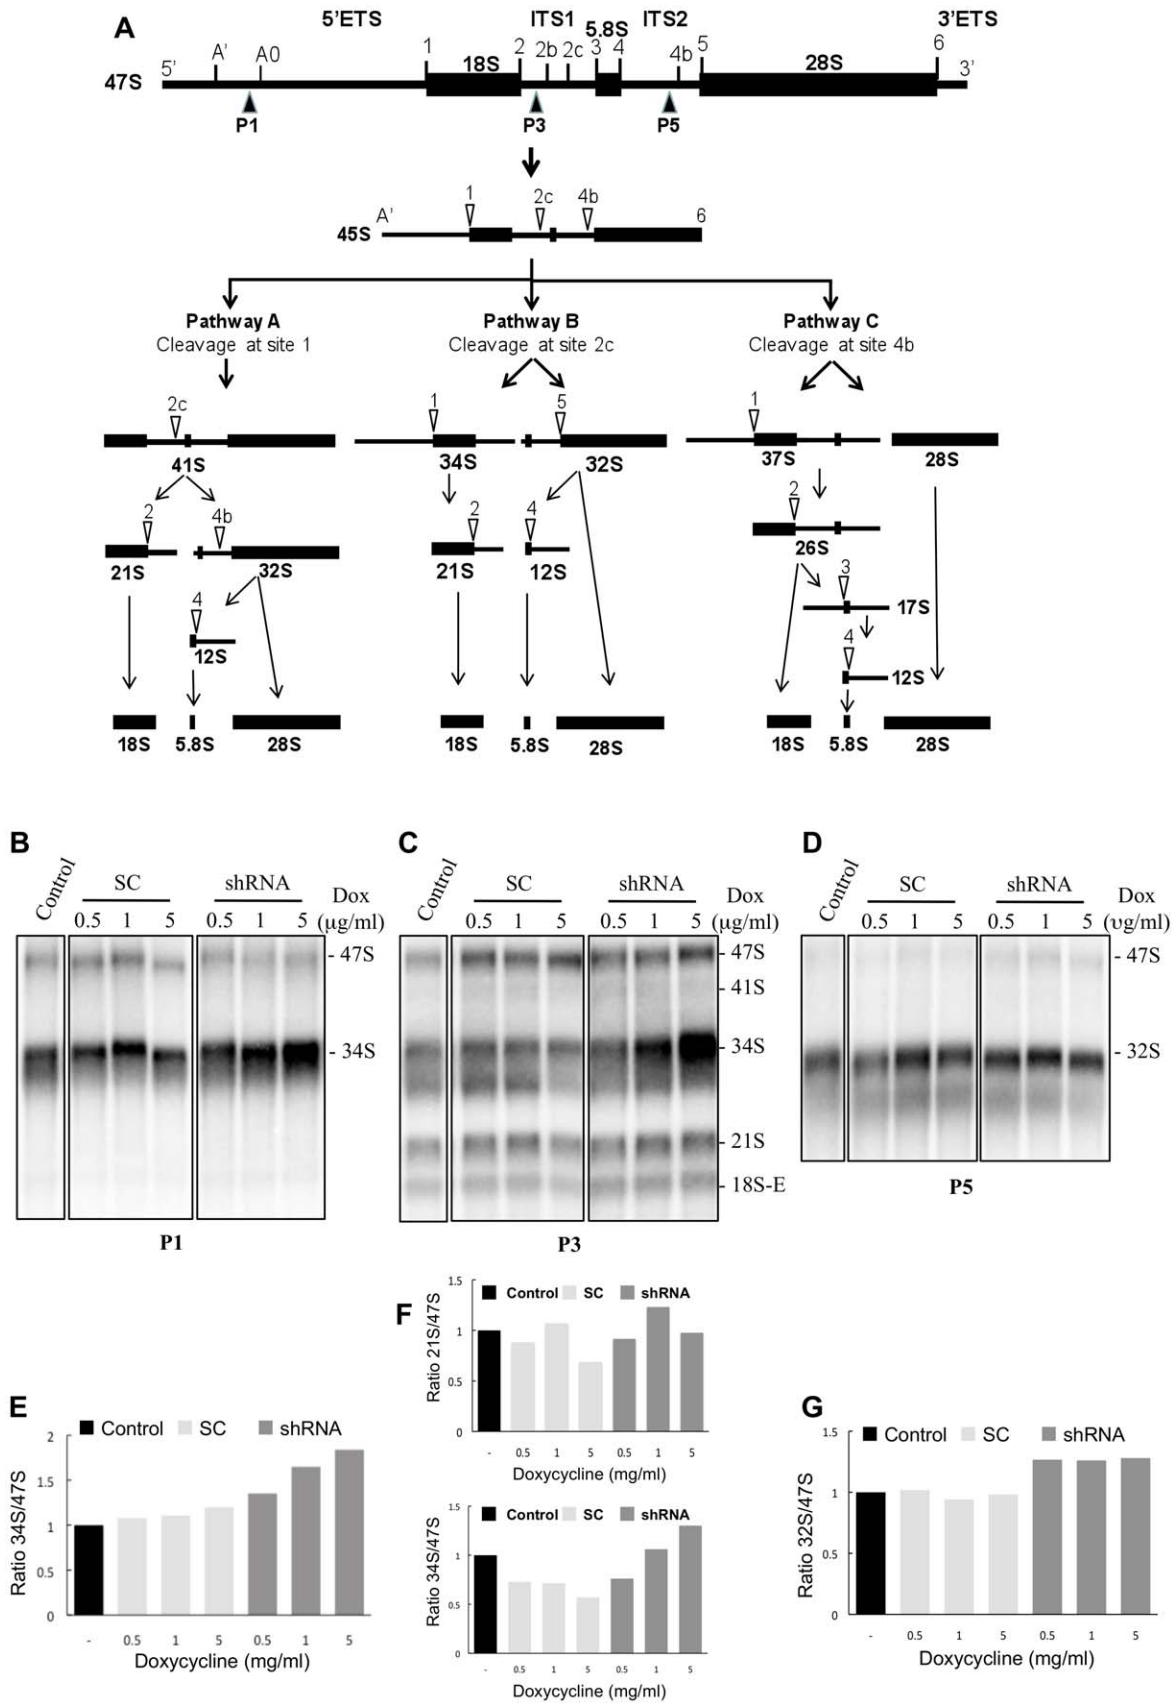 A
5'ETS ITS1 5.8S ITS2 3'ETS
A' A0 1 2 2b 2c 3 4 4b 5 6
47S 5' 18S 28S 3'
P1 P3 P5
1 2c 4b
A' 6
45S
Pathway A Pathway B Pathway C
Cleavage at site 1 Cleavage at site 2c Cleavage at site 4b
2c 1 5 1
41S 34S 32S 37S 28S
2 4b 2 4 2
21S 32S 21S 12S 26S
4 3
12S 17S
4
12S
18S 5.8S 28S 18S 5.8S 28S 18S 5.8S 28S
B
Control SC shRNA Dox
0.5 1 5 0.5 1 5 (µg/ml)
- 47S
- 34S
P1
C
Control SC shRNA Dox
0.5 1 5 0.5 1 5 (µg/ml)
- 47S
- 41S
- 34S
- 21S
- 18S-E
P3
D
Control SC shRNA Dox
0.5 1 5 0.5 1 5 (υg/ml)
- 47S
- 32S
P5
E
Control SC shRNA
Ratio 34S/47S
2
1.5
1
0.5
0
- 0.5 1 5 0.5 1 5
Doxycycline (mg/ml)
F
Control SC shRNA
Ratio 21S/47S
1.5
1
0.5
0
- 0.5 1 5 0.5 1 5
Doxycycline (mg/ml)
Control SC shRNA
Ratio 34S/47S
1.5
1
0.5
0
- 0.5 1 5 0.5 1 5
Doxycycline (mg/ml)
G
Control SC shRNA
Ratio 32S/47S
1.5
1
0.5
0
- 0.5 1 5 0.5 1 5
Doxycycline (mg/ml)